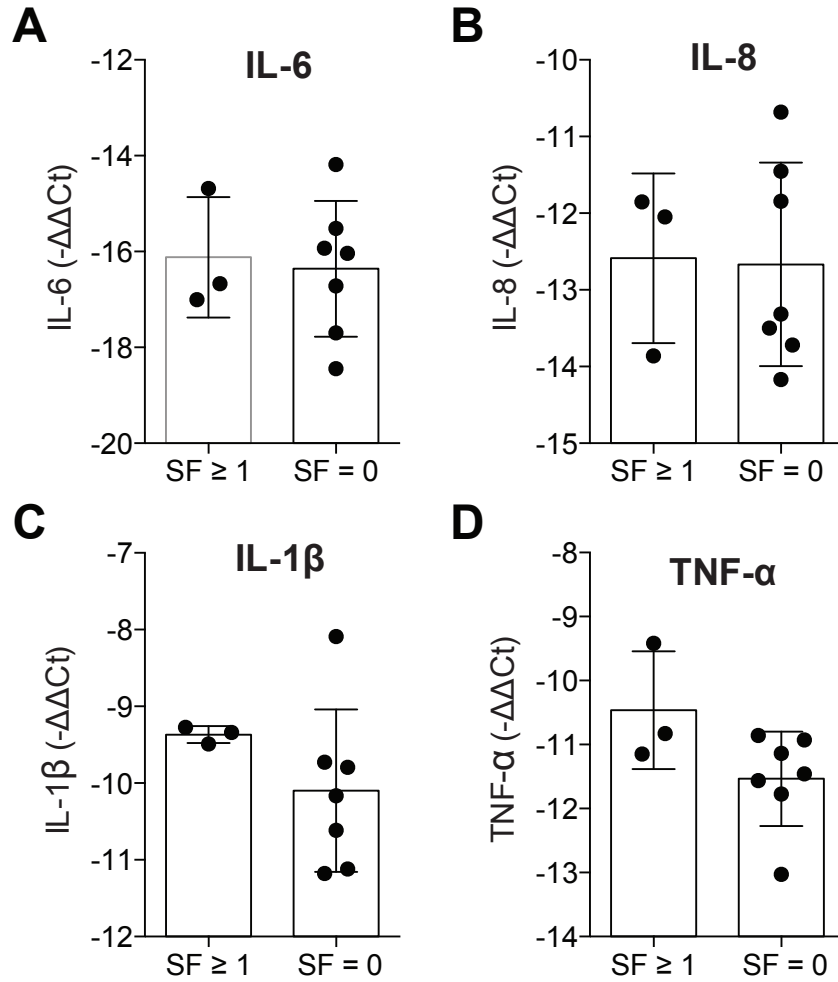 A
IL-6
IL-6 (-ΔΔCt)
-12
-14
-16
-18
-20
SF ≥ 1
SF = 0
B
IL-8
IL-8 (-ΔΔCt)
-10
-11
-12
-13
-14
-15
SF ≥ 1
SF = 0
C
IL-1β
IL-1β (-ΔΔCt)
-7
-8
-9
-10
-11
-12
SF ≥ 1
SF = 0
D
TNF-α
TNF-α (-ΔΔCt)
-8
-9
-10
-11
-12
-13
-14
SF ≥ 1
SF = 0